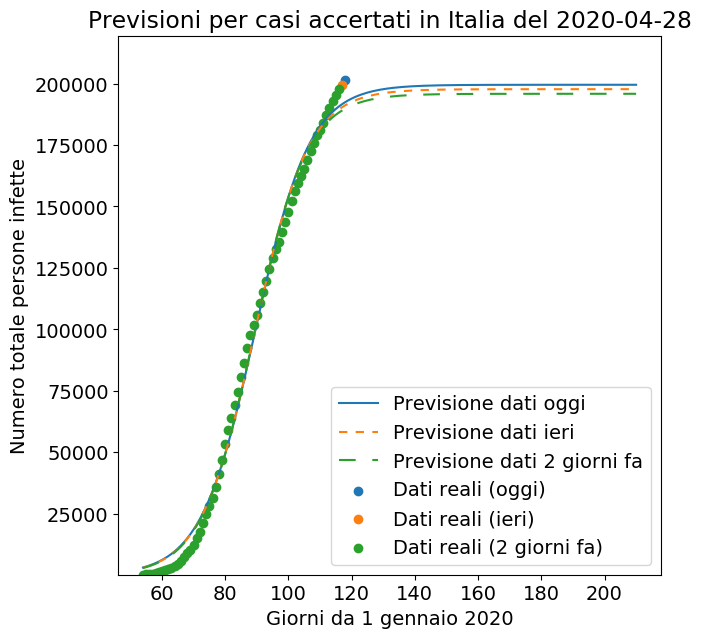 Previsioni per casi accertati in Italia del 2020-04-28
Numero totale persone infette
200000
175000
150000
125000
100000
75000
50000
25000
60 80 100 120 140 160 180 200
Giorni da 1 gennaio 2020
Previsione dati oggi
Previsione dati ieri
Previsione dati 2 giorni fa
Dati reali (oggi)
Dati reali (ieri)
Dati reali (2 giorni fa)